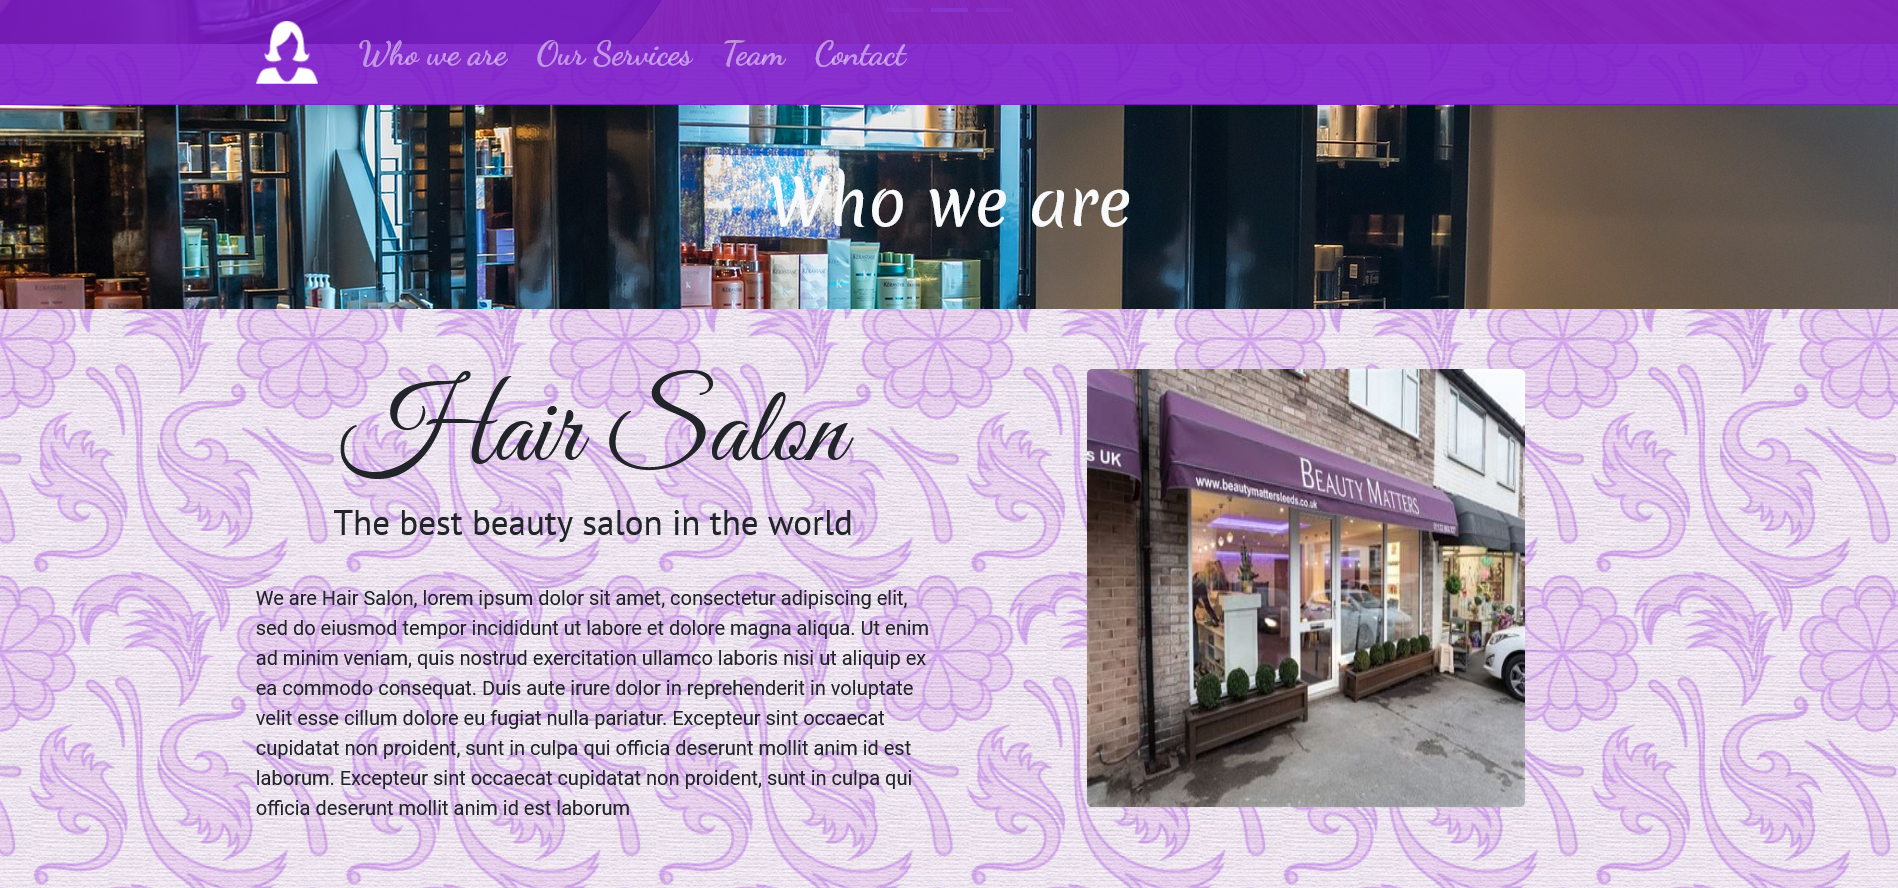 Who we are Our Services Team Contact
Who we are
Hair Salon
The best beauty salon in the world
We are Hair Salon, lorem ipsum dolor sit amet, consectetur adipiscing elit,
sed do eiusmod tempor incididunt ut labore et dolore magna aliqua. Ut enim
ad minim veniam, quis nostrud exercitation ullamco laboris nisi ut aliquip ex
ea commodo consequat. Duis aute irure dolor in reprehenderit in voluptate
velit esse cillum dolore eu fugiat nulla pariatur. Excepteur sint occaecat
cupidatat non proident, sunt in culpa qui officia deserunt mollit anim id est
laborum. Excepteur sint occaecat cupidatat non proident, sunt in culpa qui
officia deserunt mollit anim id est laborum
s UK
BEAUTY MATTERS
www.beautymattersleeds.co.uk